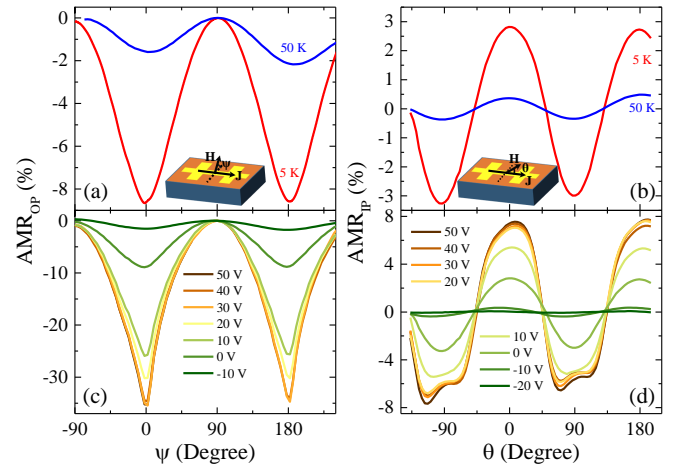 0
-2
-4
-6
-8
AMR_OP (%)
50 K
5 K
H
ψ
J
(a)
3
2
1
0
-1
-2
-3
AMR_IP (%)
5 K
50 K
H
θ
J
(b)
0
-10
-20
-30
50 V
40 V
30 V
20 V
10 V
0 V
-10 V
(c)
-90
0
90
180
ψ (Degree)
8
4
0
-4
-8
50 V
40 V
30 V
20 V
10 V
0 V
-10 V
-20 V
(d)
-90
0
90
180
θ (Degree)